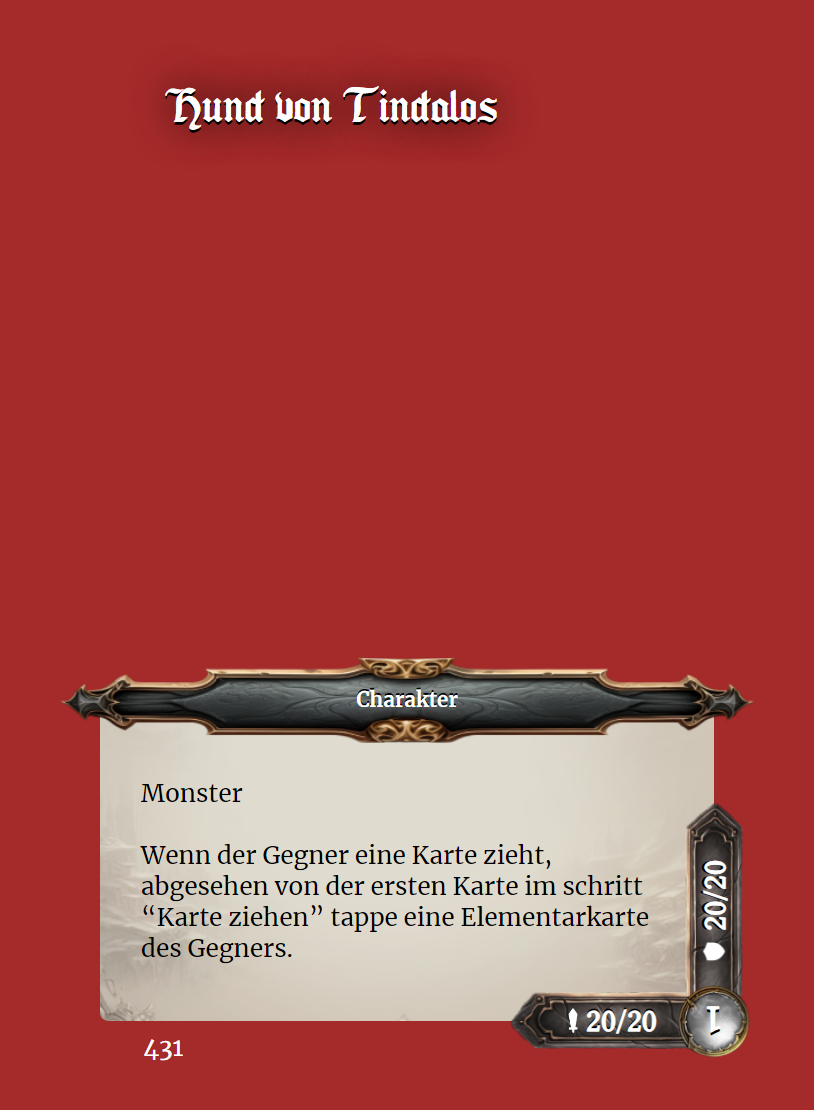 Hund von Tindalos
Charakter
Monster
Wenn der Gegner eine Karte zieht,
abgesehen von der ersten Karte im schritt
“Karte ziehen” tappe eine Elementarkarte
des Gegners.
20/20
20/20
1
431